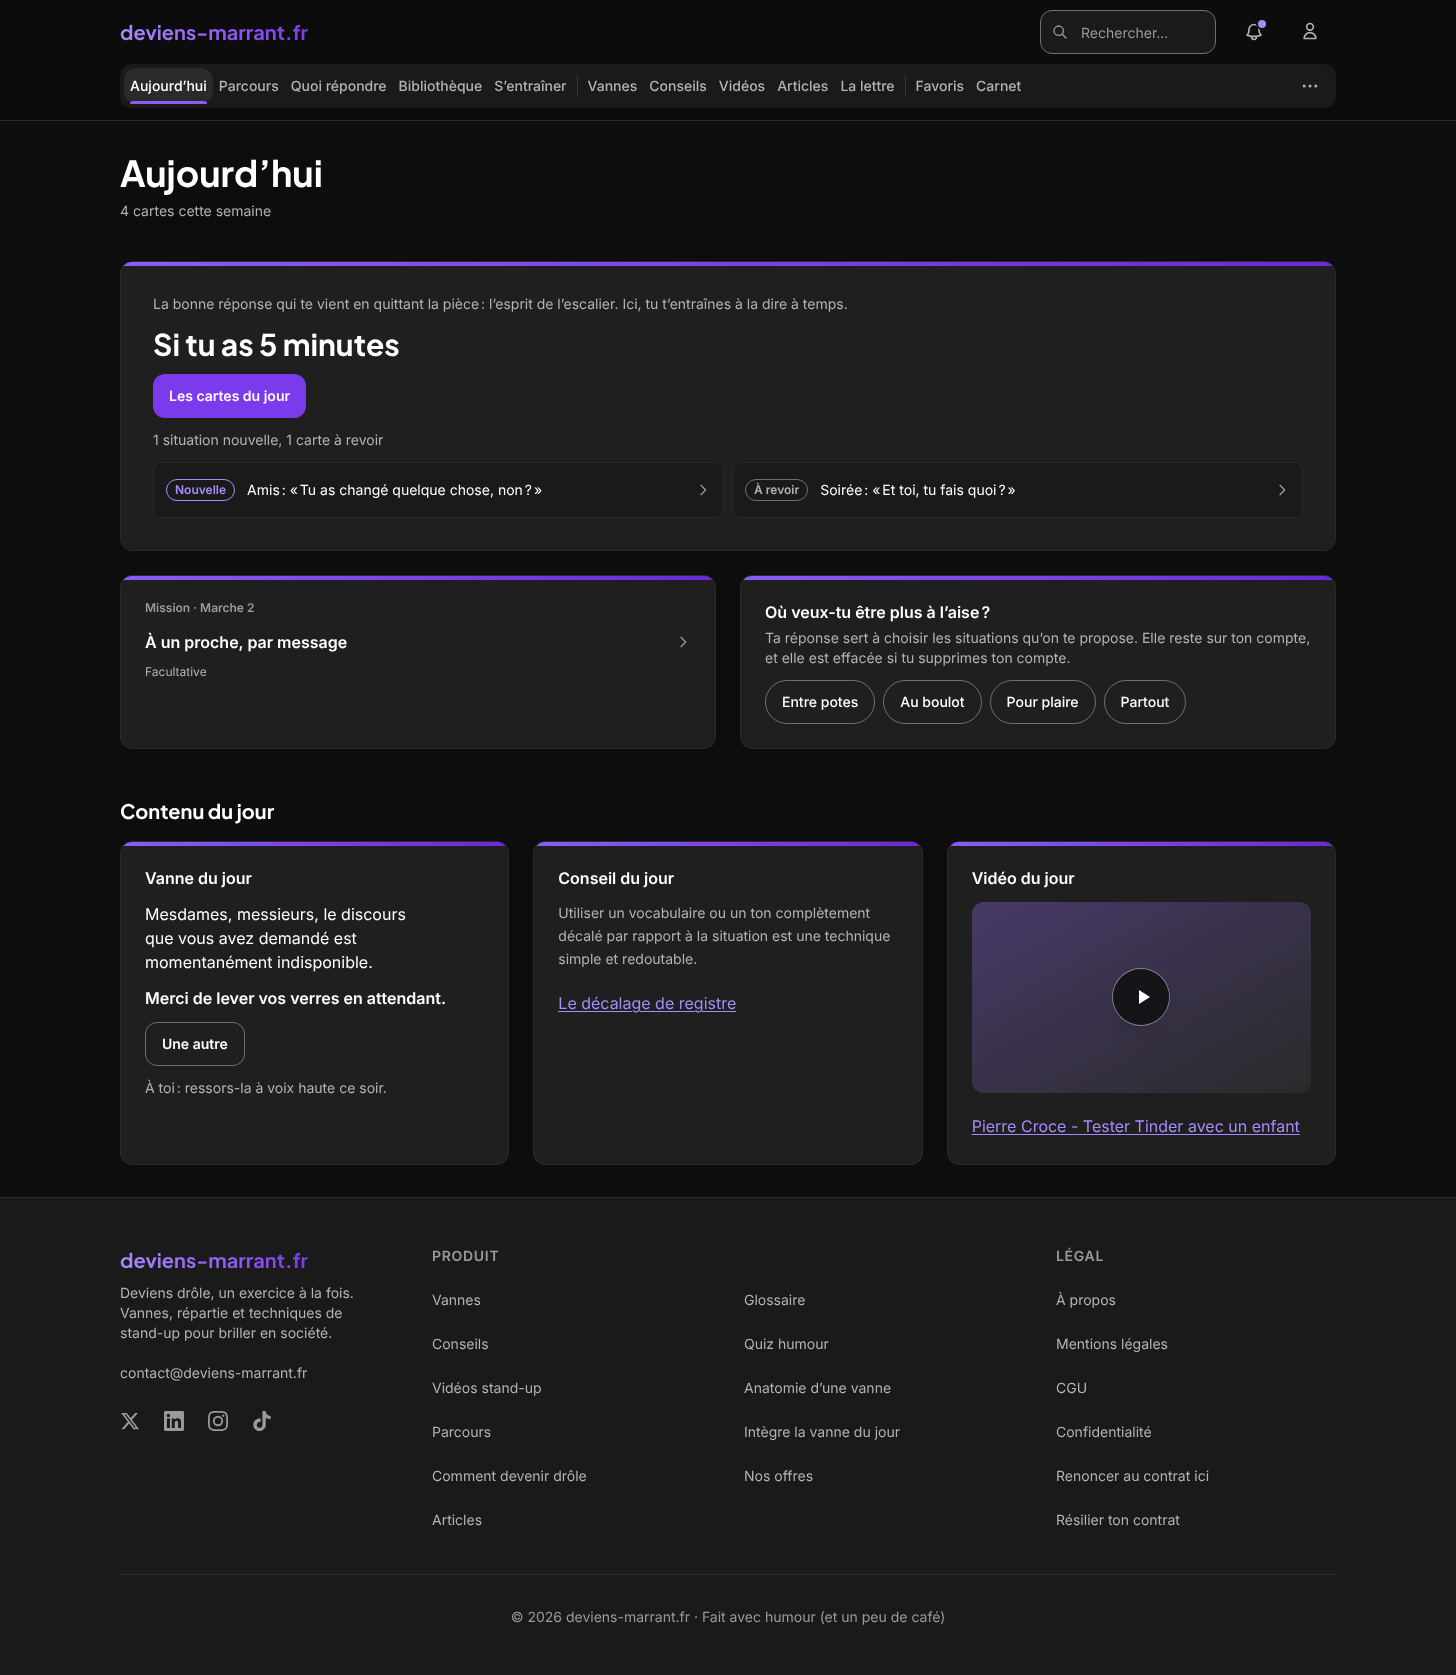 deviens-marrant.fr
Rechercher...
Aujourd’hui Parcours Quoi répondre Bibliothèque S’entraîner Vannes Conseils Vidéos Articles La lettre Favoris Carnet
Aujourd’hui
4 cartes cette semaine
La bonne réponse qui te vient en quittant la pièce : l’esprit de l’escalier. Ici, tu t’entraînes à la dire à temps.
Si tu as 5 minutes
Les cartes du jour
1 situation nouvelle, 1 carte à revoir
Nouvelle Amis : « Tu as changé quelque chose, non ? »
À revoir Soirée : « Et toi, tu fais quoi ? »
Mission · Marche 2
À un proche, par message
Facultative
Où veux-tu être plus à l’aise ?
Ta réponse sert à choisir les situations qu’on te propose. Elle reste sur ton compte,
et elle est effacée si tu supprimes ton compte.
Entre potes Au boulot Pour plaire Partout
Contenu du jour
Vanne du jour
Mesdames, messieurs, le discours
que vous avez demandé est
momentanément indisponible.
Merci de lever vos verres en attendant.
Une autre
À toi : ressors-la à voix haute ce soir.
Conseil du jour
Utiliser un vocabulaire ou un ton complètement
décalé par rapport à la situation est une technique
simple et redoutable.
Le décalage de registre
Vidéo du jour
Pierre Croce - Tester Tinder avec un enfant
deviens-marrant.fr
Deviens drôle, un exercice à la fois.
Vannes, répartie et techniques de
stand-up pour briller en société.
contact@deviens-marrant.fr
PRODUIT
Vannes
Conseils
Vidéos stand-up
Parcours
Comment devenir drôle
Articles
Glossaire
Quiz humour
Anatomie d’une vanne
Intègre la vanne du jour
Nos offres
LÉGAL
À propos
Mentions légales
CGU
Confidentialité
Renoncer au contrat ici
Résilier ton contrat
© 2026 deviens-marrant.fr · Fait avec humour (et un peu de café)